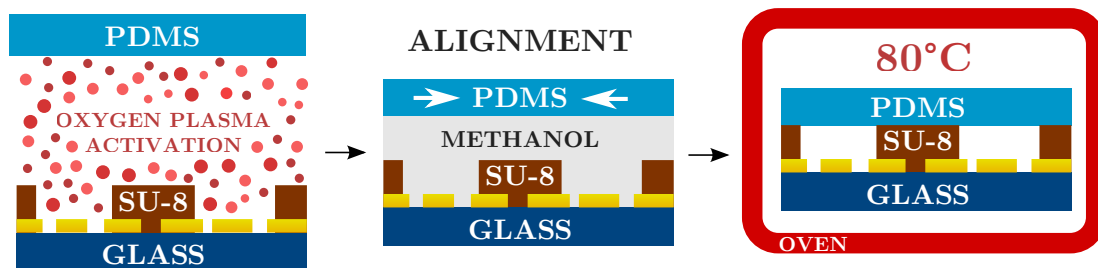 PDMS
OXYGEN PLASMA
ACTIVATION
SU-8
GLASS
ALIGNMENT
PDMS
METHANOL
SU-8
GLASS
80°C
PDMS
SU-8
GLASS
OVEN